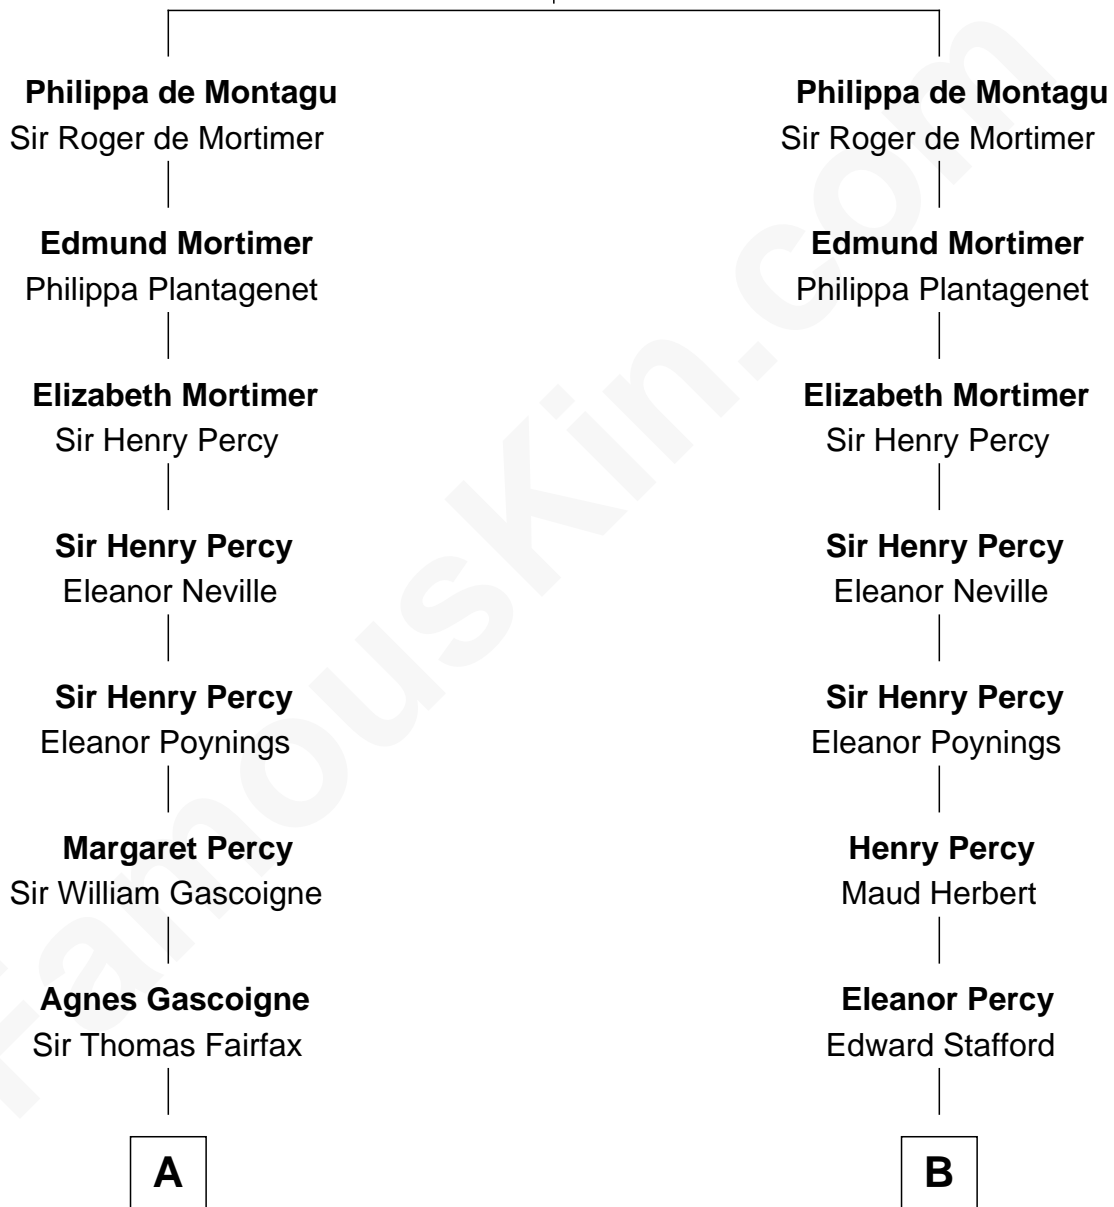 Philippa de Montagu
Sir Roger de Mortimer
Edmund Mortimer
Philippa Plantagenet
Elizabeth Mortimer
Sir Henry Percy
Sir Henry Percy
Eleanor Neville
Sir Henry Percy
Eleanor Poynings
Margaret Percy
Sir William Gascoigne
Agnes Gascoigne
Sir Thomas Fairfax
A
Philippa de Montagu
Sir Roger de Mortimer
Edmund Mortimer
Philippa Plantagenet
Elizabeth Mortimer
Sir Henry Percy
Sir Henry Percy
Eleanor Neville
Sir Henry Percy
Eleanor Poynings
Henry Percy
Maud Herbert
Eleanor Percy
Edward Stafford
B
FamousKin.com